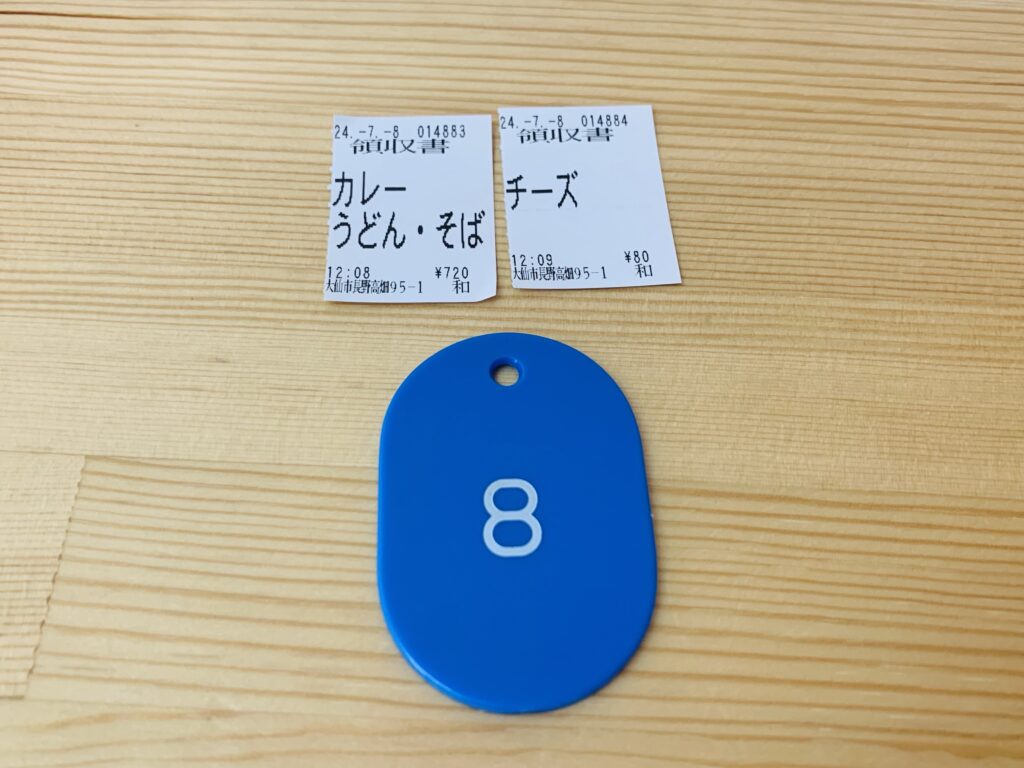 24.-7.-8 014883
領収書
カレー
うどん・そば
12:08 ¥720
大仙市長野高畑95-1 和
24.-7.-8 014884
領収書
チーズ
12:09 ¥80
大仙市長野高畑95-1 和
8